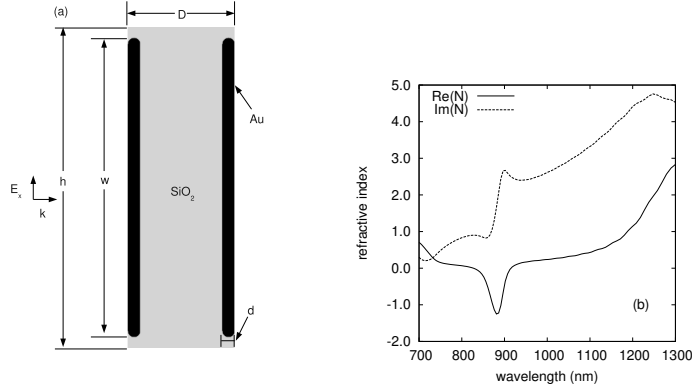 (a)
D
h
w
Au
SiO2
Ex
k
d
5.0
4.0
3.0
2.0
1.0
0.0
-1.0
-2.0
refractive index
Re(N)
Im(N)
(b)
700 800 900 1000 1100 1200 1300
wavelength (nm)